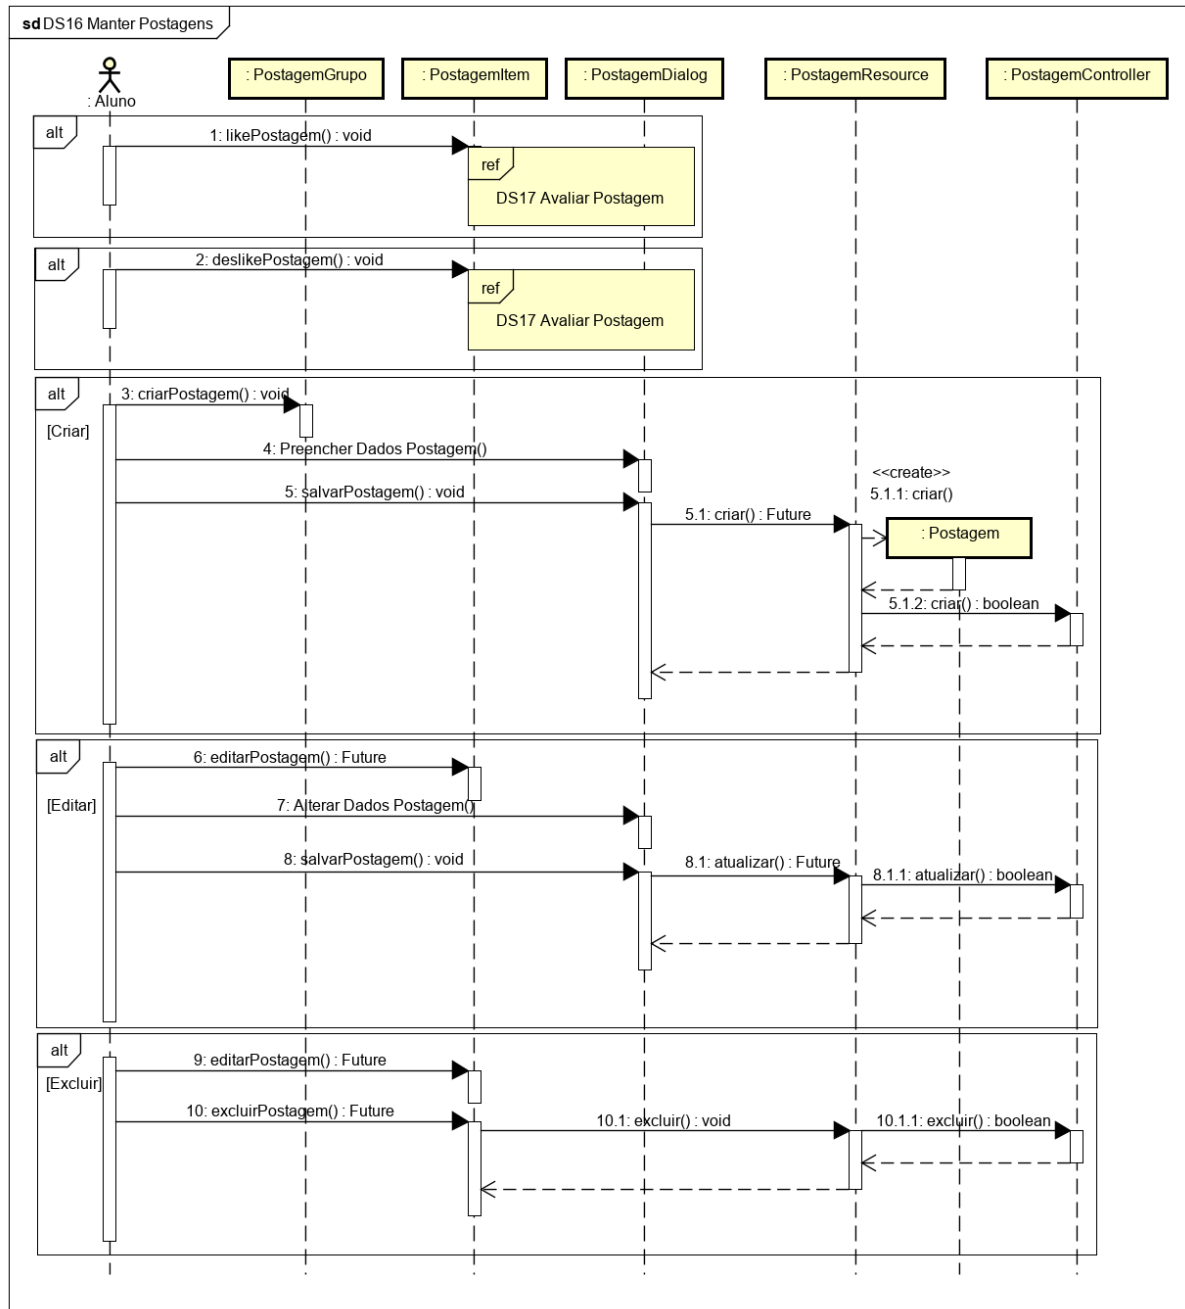 sd DS16 Manter Postagens
: Aluno
: PostagemGrupo
: PostagemItem
: PostagemDialog
: PostagemResource
: PostagemController
alt
1: likePostagem() : void
ref
DS17 Avaliar Postagem
alt
2: deslikePostagem() : void
ref
DS17 Avaliar Postagem
alt
3: criarPostagem() : void
[Criar]
4: Preencher Dados Postagem()
<<create>>
5.1.1: criar()
5: salvarPostagem() : void
5.1: criar() : Future
: Postagem
5.1.2: criar() : boolean
alt
6: editarPostagem() : Future
[Editar]
7: Alterar Dados Postagem()
8: salvarPostagem() : void
8.1: atualizar() : Future
8.1.1: atualizar() : boolean
alt
9: editarPostagem() : Future
[Excluir]
10: excluirPostagem() : Future
10.1: excluir() : void
10.1.1: excluir() : boolean